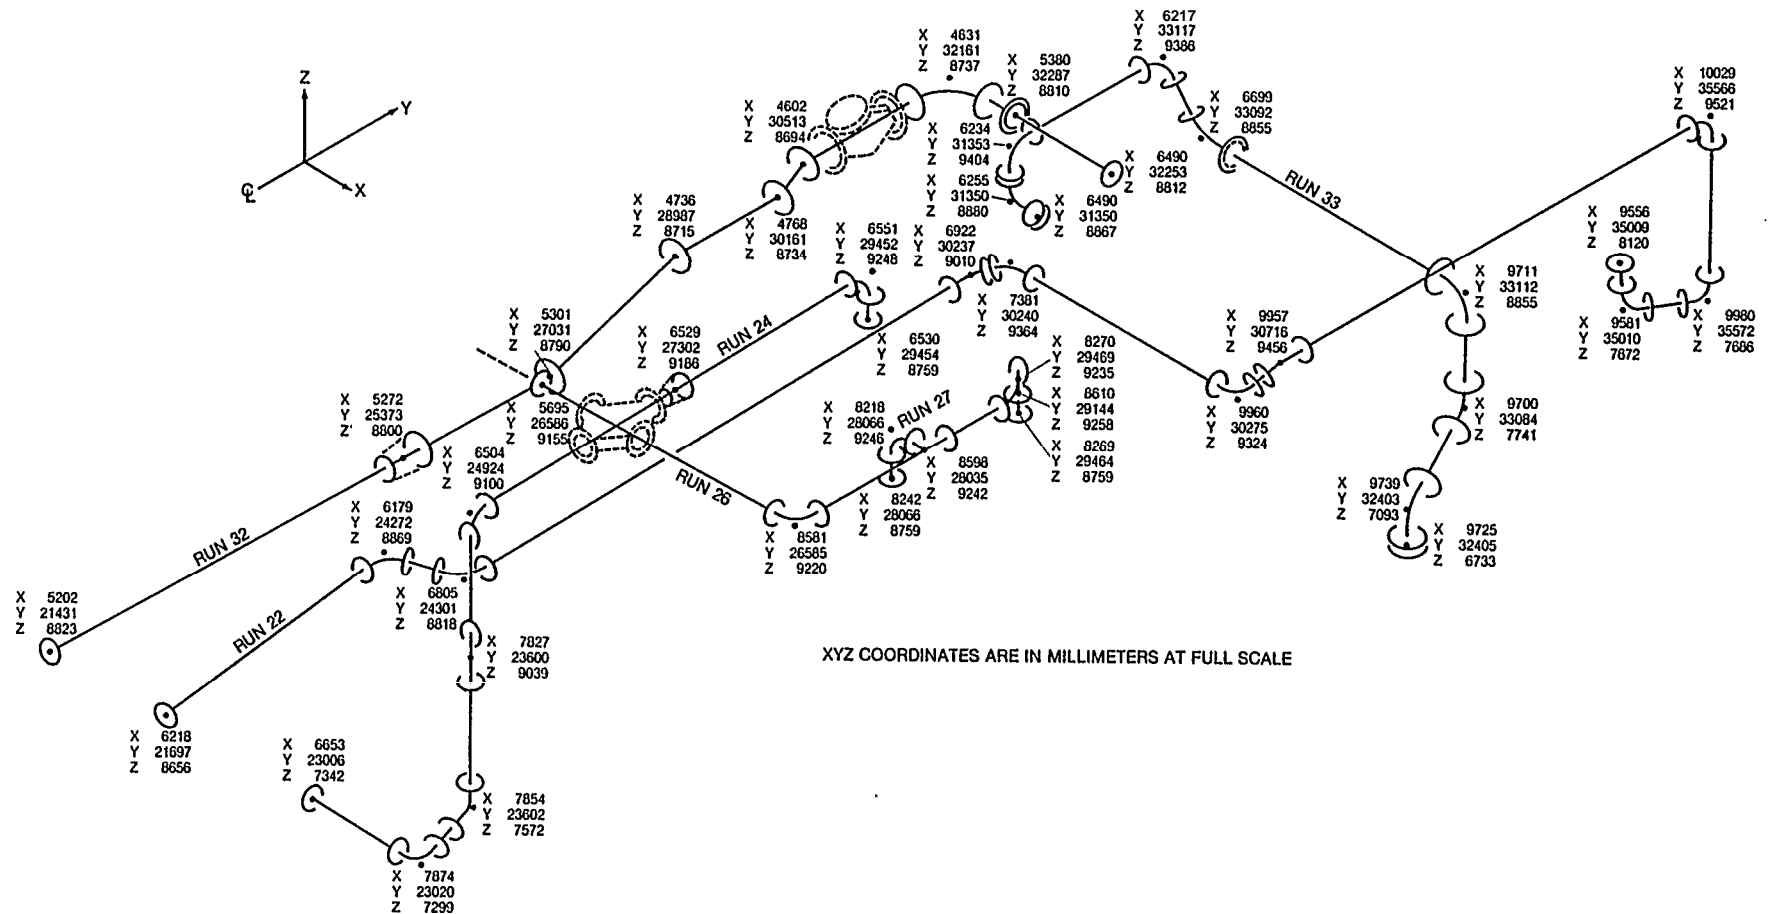 X 6217
Y 33117
Z 9386
X 4631
Y 32161
Z 8737
X 5380
Y 32287
Z 8810
X 10029
Y 35566
Z 9521
Z
Y
X
℄
X 4602
Y 30513
Z 8694
X 6699
Y 33092
Z 8855
X 6234
Y 31353
Z 9404
X 6490
Y 32253
Z 8812
X 6255
Y 31350
Z 8880
X 6490
Y 31350
Z 8867
RUN 33
X 4736
Y 28987
Z 8715
X 4768
Y 30161
Z 8734
X 6551
Y 29452
Z 9248
X 6922
Y 30237
Z 9010
X 9556
Y 35009
Z 8120
X 9711
Y 33112
Z 8855
X 7381
Y 30240
Z 9364
X 5301
Y 27031
Z 8790
X 6529
Y 27302
Z 9186
RUN 24
X 6530
Y 29454
Z 8759
X 8270
Y 29469
Z 9235
X 9957
Y 30716
Z 9456
X 9581
Y 35010
Z 7872
X 9980
Y 35572
Z 7686
X 5272
Y 25373
Z' 8800
X 5695
Y 26586
Z 9155
X 8218
Y 28066
Z 9246
RUN 27
X 8610
Y 29144
Z 9258
X 9960
Y 30275
Z 9324
X 9700
Y 33084
Z 7741
X 6504
Y 24924
Z 9100
RUN 26
X 8598
Y 28035
Z 9242
X 8269
Y 29464
Z 8759
X 8242
Y 28066
Z 8759
X 9739
Y 32403
Z 7093
X 6179
Y 24272
Z 8869
X 8581
Y 26585
Z 9220
X 9725
Y 32405
Z 6733
RUN 32
X 5202
Y 21431
Z 8823
X 6805
Y 24301
Z 8818
RUN 22
X 7827
Y 23600
Z 9039
XYZ COORDINATES ARE IN MILLIMETERS AT FULL SCALE
X 6218
Y 21697
Z 8656
X 6653
Y 23006
Z 7342
X 7854
Y 23602
Z 7572
X 7874
Y 23020
Z 7299